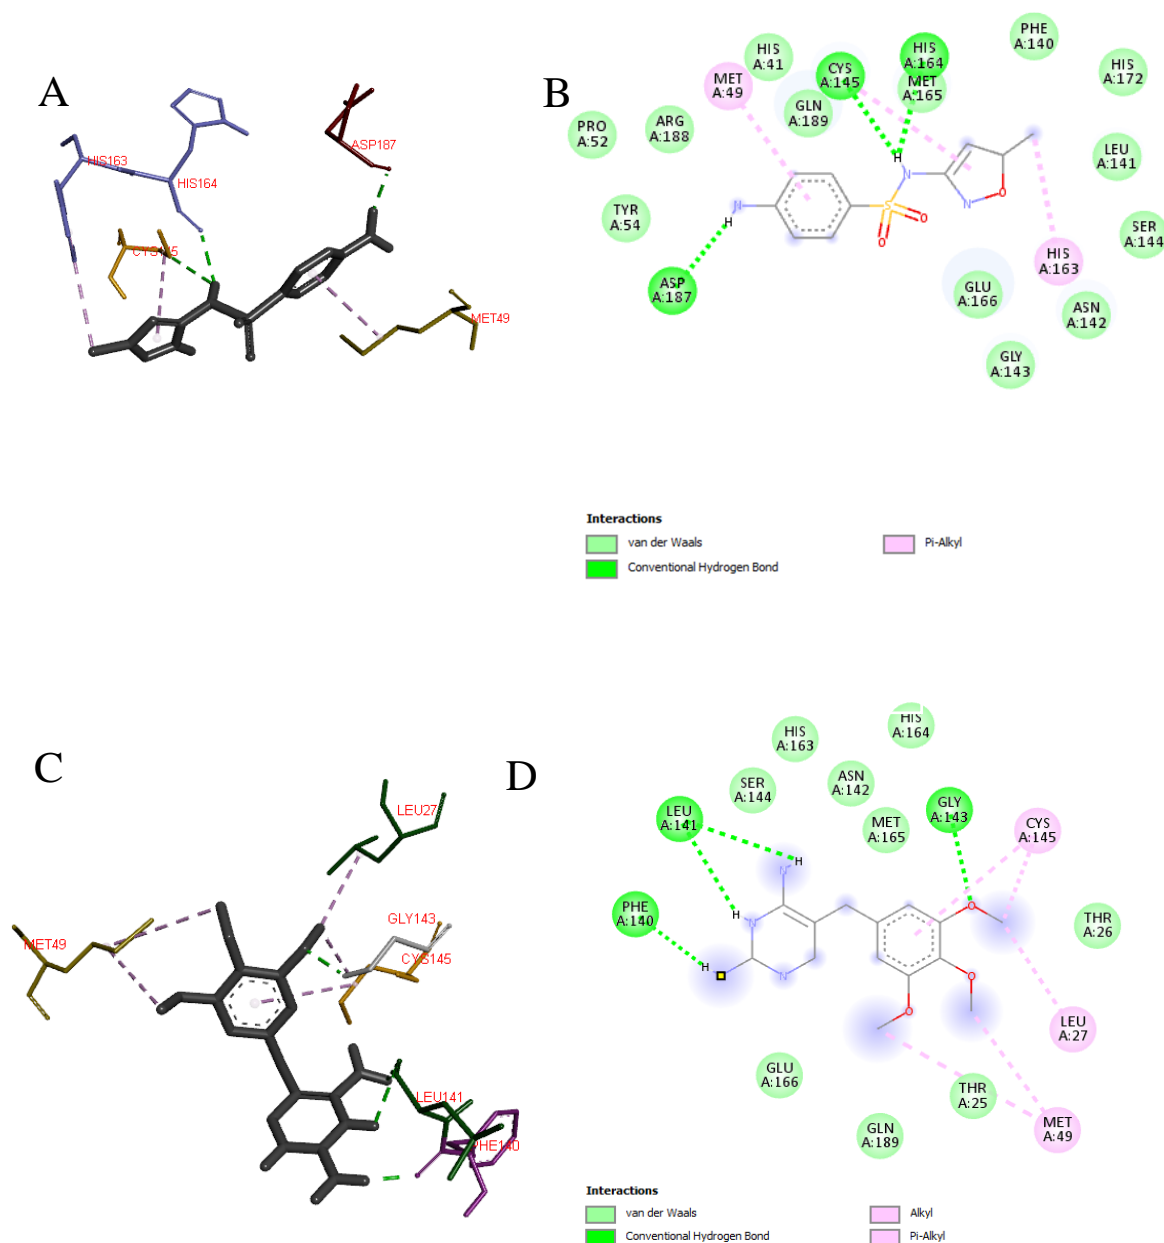 A
ASP187
HIS163
HIS164
CYS145
MET49
B
PHE
A:140
HIS
A:41
HIS
A:164
CYS
A:145
MET
A:49
MET
A:165
HIS
A:172
GLN
A:189
PRO
A:52
ARG
A:188
LEU
A:141
TYR
A:54
SER
A:144
HIS
A:163
ASP
A:187
GLU
A:166
ASN
A:142
GLY
A:143
H
N
N
S
O
O
N
O
H
Interactions
van der Waals
Pi-Alkyl
Conventional Hydrogen Bond
C
LEU27
MET49
GLY143
CYS145
LEU141
PHE140
D
HIS
A:164
HIS
A:163
SER
A:144
ASN
A:142
GLY
A:143
LEU
A:141
MET
A:165
CYS
A:145
PHE
A:140
THR
A:26
LEU
A:27
GLU
A:166
THR
A:25
GLN
A:189
MET
A:49
H
N
H
N
H
N
O
O
O
Interactions
van der Waals
Alkyl
Conventional Hydrogen Bond
Pi-Alkyl